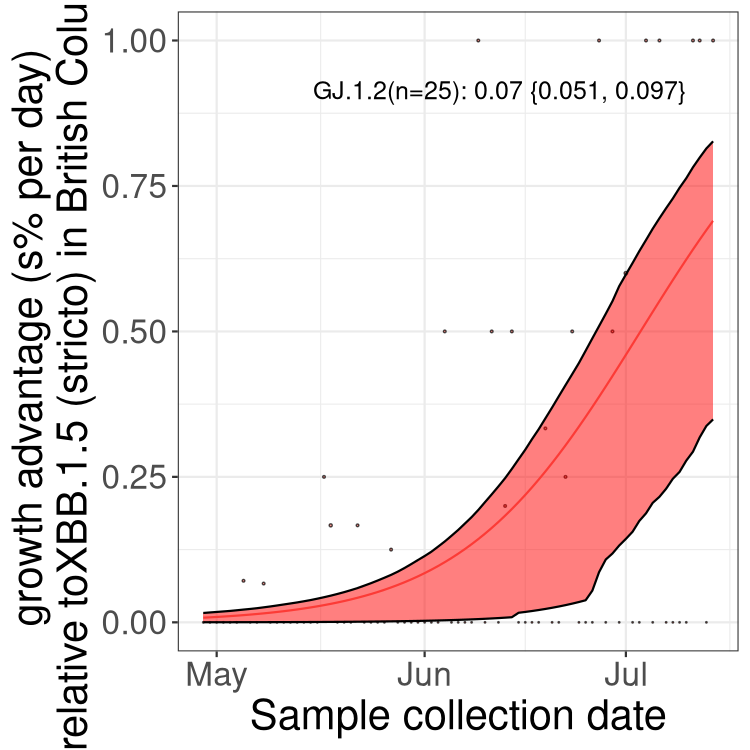 growth advantage (s% per day)
relative toXBB.1.5 (stricto) in British Colu
1.00
0.75
0.50
0.25
0.00
GJ.1.2(n=25): 0.07 {0.051, 0.097}
May
Jun
Jul
Sample collection date